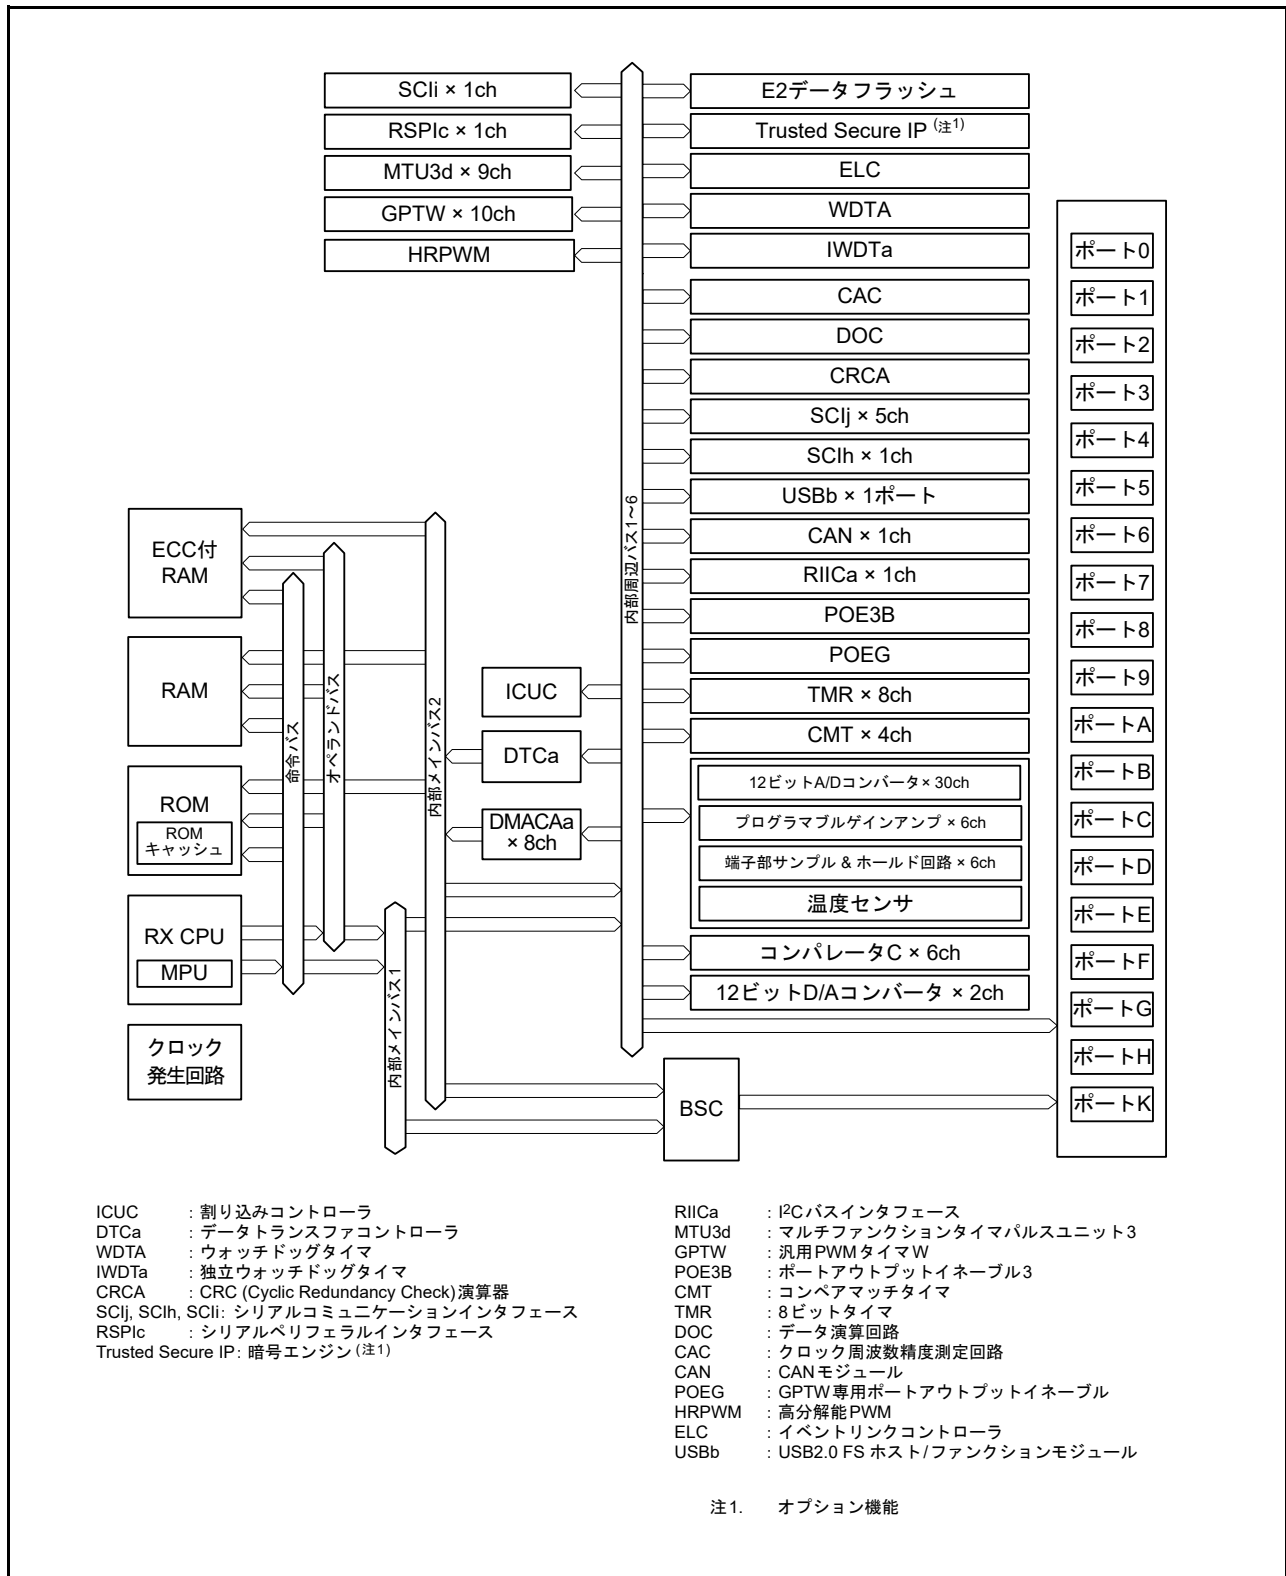 SCIi × 1ch
RSPIc × 1ch
MTU3d × 9ch
GPTW × 10ch
HRPWM
E2データフラッシュ
Trusted Secure IP (注1)
ELC
WDTA
IWDTa
CAC
DOC
CRCA
SCIj × 5ch
SCIh × 1ch
USBb × 1ポート
CAN × 1ch
RIICa × 1ch
POE3B
POEG
TMR × 8ch
CMT × 4ch
12ビットA/Dコンバータ× 30ch
プログラマブルゲインアンプ × 6ch
端子部サンプル & ホールド回路 × 6ch
温度センサ
コンパレータC × 6ch
12ビットD/Aコンバータ × 2ch
ポート0
ポート1
ポート2
ポート3
ポート4
ポート5
ポート6
ポート7
ポート8
ポート9
ポートA
ポートB
ポートC
ポートD
ポートE
ポートF
ポートG
ポートH
ポートK
内部周辺バス1~6
ECC付
RAM
RAM
ROM
ROM
キャッシュ
RX CPU
MPU
クロック
発生回路
命令バス
オペランドバス
内部メインバス2
内部メインバス1
ICUC
DTCa
DMACAa
× 8ch
BSC
ICUC : 割り込みコントローラ
DTCa : データトランスファコントローラ
WDTA : ウォッチドッグタイマ
IWDTa : 独立ウォッチドッグタイマ
CRCA : CRC (Cyclic Redundancy Check)演算器
SCIj, SCIh, SCIi: シリアルコミュニケーションインタフェース
RSPIc : シリアルペリフェラルインタフェース
Trusted Secure IP: 暗号エンジン(注1)
RIICa : I2Cバスインタフェース
MTU3d : マルチファンクションタイマパルスユニット3
GPTW : 汎用PWMタイマW
POE3B : ポートアウトプットイネーブル3
CMT : コンペアマッチタイマ
TMR : 8ビットタイマ
DOC : データ演算回路
CAC : クロック周波数精度測定回路
CAN : CANモジュール
POEG : GPTW専用ポートアウトプットイネーブル
HRPWM : 高分解能PWM
ELC : イベントリンクコントローラ
USBb : USB2.0 FS ホスト/ファンクションモジュール
注1. オプション機能